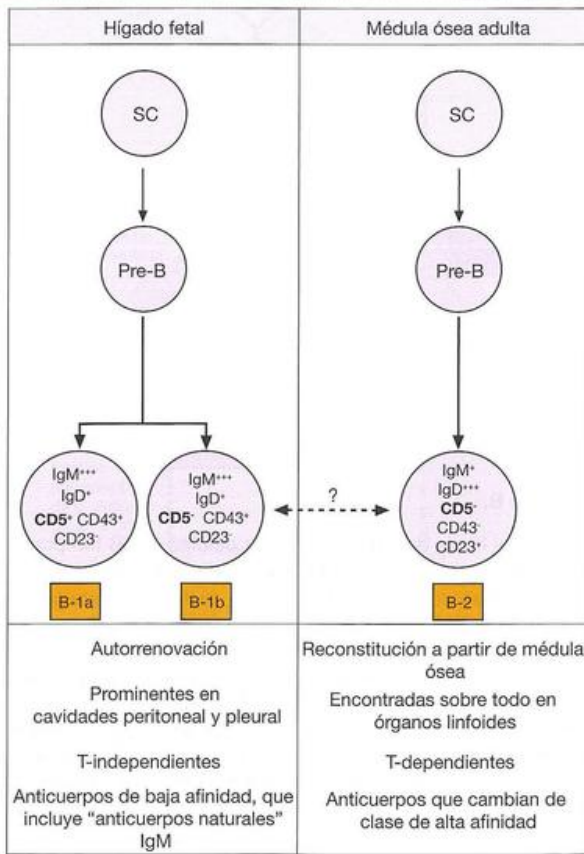 Hígado fetal
Médula ósea adulta
SC
SC
Pre-B
Pre-B
IgM+++
IgD+
CD5+ CD43+
CD23-
IgM+++
IgD+
CD5- CD43+
CD23-
?
IgM+
IgD+++
CD5-
CD43-
CD23+
B-1a
B-1b
B-2
Autorrenovación
Prominentes en
cavidades peritoneal y pleural
T-independientes
Anticuerpos de baja afinidad, que
incluye “anticuerpos naturales”
IgM
Reconstitución a partir de médula
ósea
Encontradas sobre todo en
órganos linfoides
T-dependientes
Anticuerpos que cambian de
clase de alta afinidad